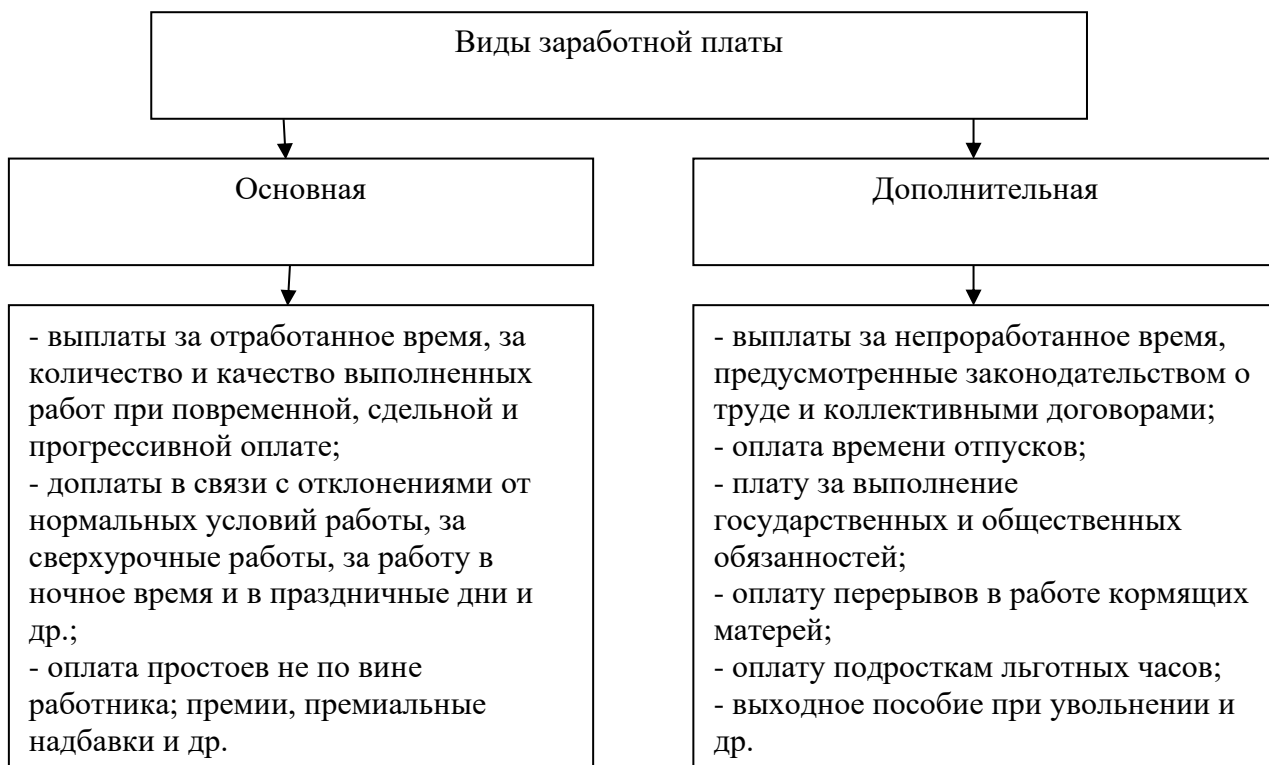 Виды заработной платы
Основная
Дополнительная
- выплаты за отработанное время, за
количество и качество выполненных
работ при повременной, сдельной и
прогрессивной оплате;
- доплаты в связи с отклонениями от
нормальных условий работы, за
сверхурочные работы, за работу в
ночное время и в праздничные дни и
др.;
- оплата простоев не по вине
работника; премии, премиальные
надбавки и др.
- выплаты за непроработанное время,
предусмотренные законодательством о
труде и коллективными договорами;
- оплата времени отпусков;
- плату за выполнение
государственных и общественных
обязанностей;
- оплату перерывов в работе кормящих
матерей;
- оплату подросткам льготных часов;
- выходное пособие при увольнении и
др.